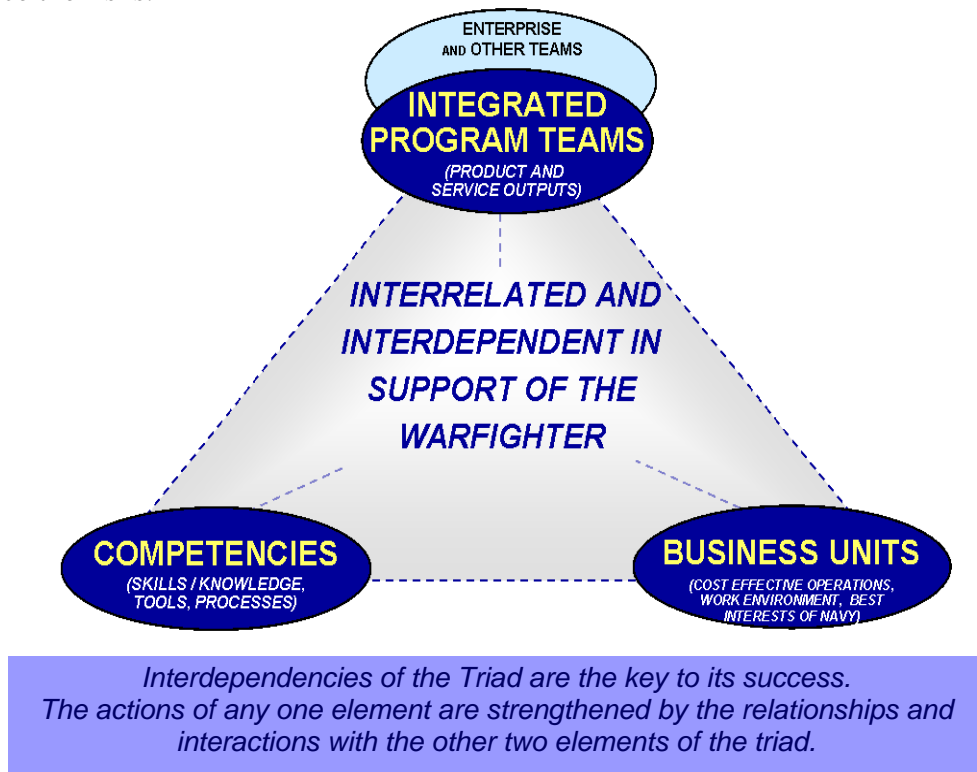 ENTERPRISE
AND OTHER TEAMS
INTEGRATED
PROGRAM TEAMS
(PRODUCT AND
SERVICE OUTPUTS)
INTERRELATED AND
INTERDEPENDENT IN
SUPPORT OF THE
WARFIGHTER
COMPETENCIES
(SKILLS / KNOWLEDGE,
TOOLS, PROCESSES)
BUSINESS UNITS
(COST EFFECTIVE OPERATIONS,
WORK ENVIRONMENT, BEST
INTERESTS OF NAVY)
Interdependencies of the Triad are the key to its success.
The actions of any one element are strengthened by the relationships and
interactions with the other two elements of the triad.